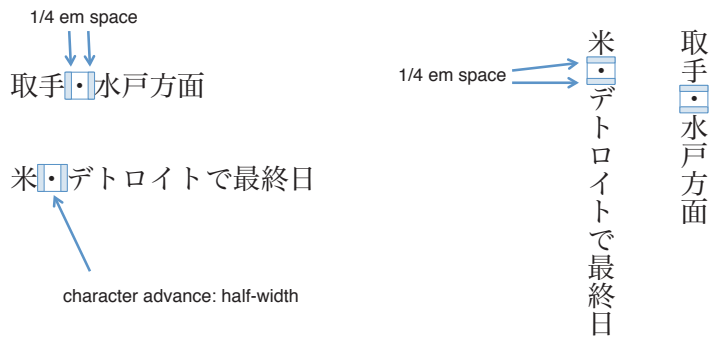 1/4 em space
取手・水戸方面
米・デトロイトで最終日
character advance: half-width
1/4 em space
取手・水戸方面
米・デトロイトで最終日